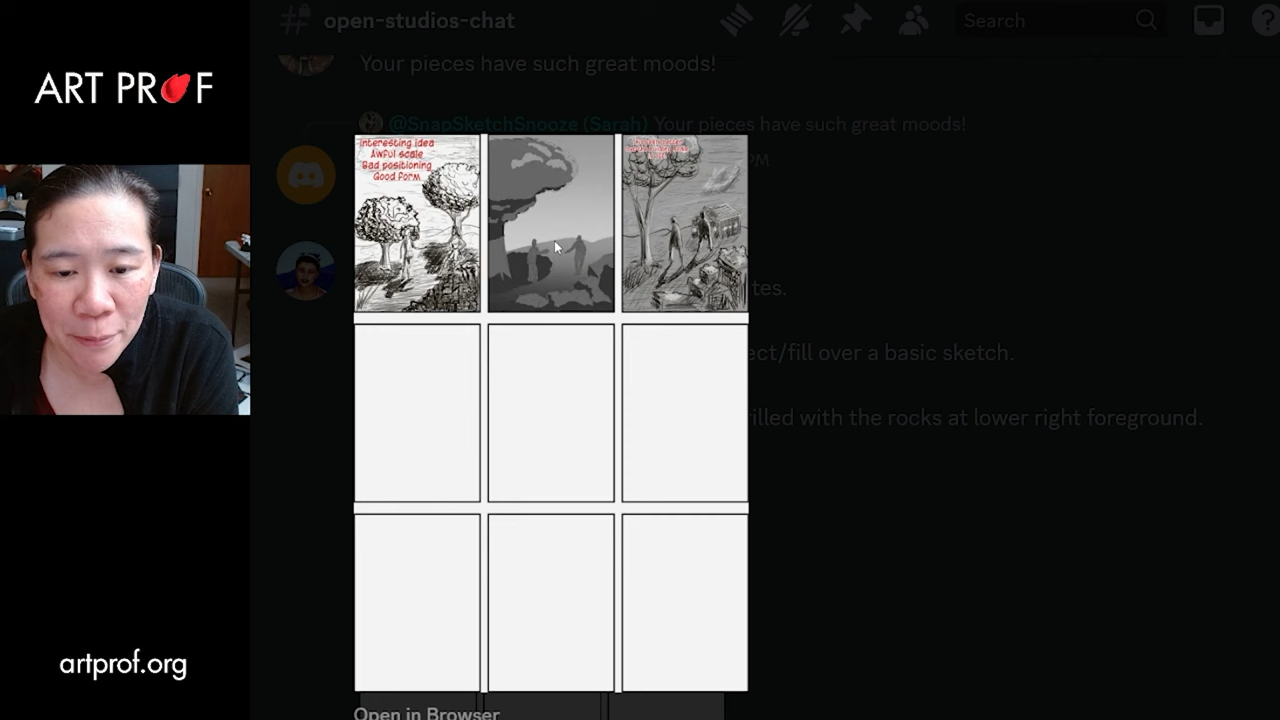 open-studios-chat
Search
ART PROF
Your pieces have such great moods!
@SnapSketchSnooze (Sarah) Your pieces have such great moods!
PM
Interesting idea
Awful scale
Bad positioning
Good form
tes.
ect/fill over a basic sketch.
illed with the rocks at lower right foreground.
artprof.org
Open in Browser